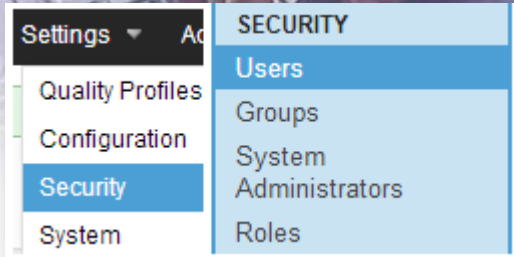 Settings
Quality Profiles
Configuration
Security
System
SECURITY
Users
Groups
System
Administrators
Roles